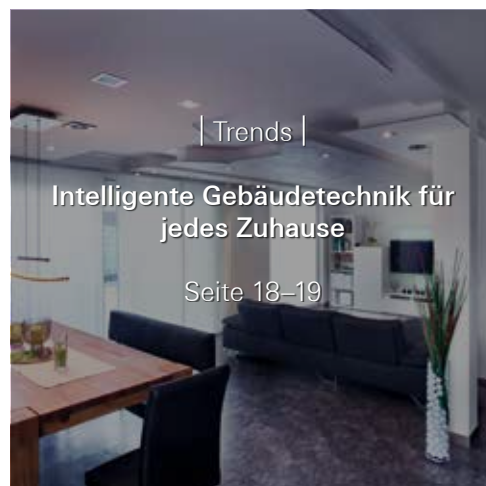 | Trends |
Intelligente Gebäudetechnik für
jedes Zuhause
Seite 18–19